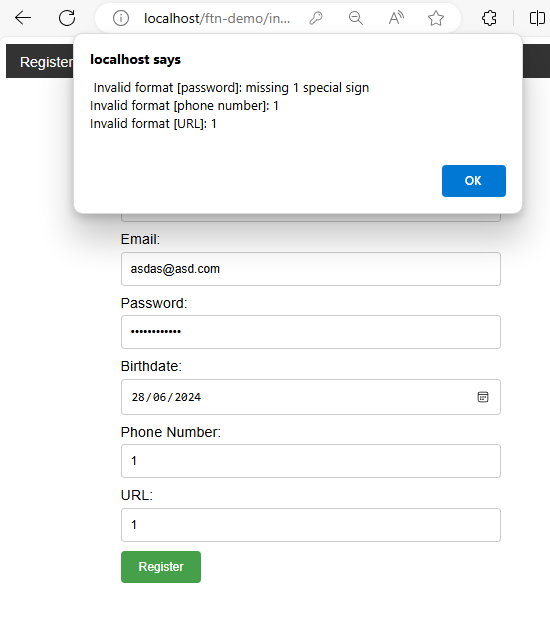 localhost/ftn-demo/in...
Register
localhost says
Invalid format [password]: missing 1 special sign
Invalid format [phone number]: 1
Invalid format [URL]: 1
OK
Email:
asdas@asd.com
Password:
••••••••••••
Birthdate:
28/06/2024
Phone Number:
1
URL:
1
Register